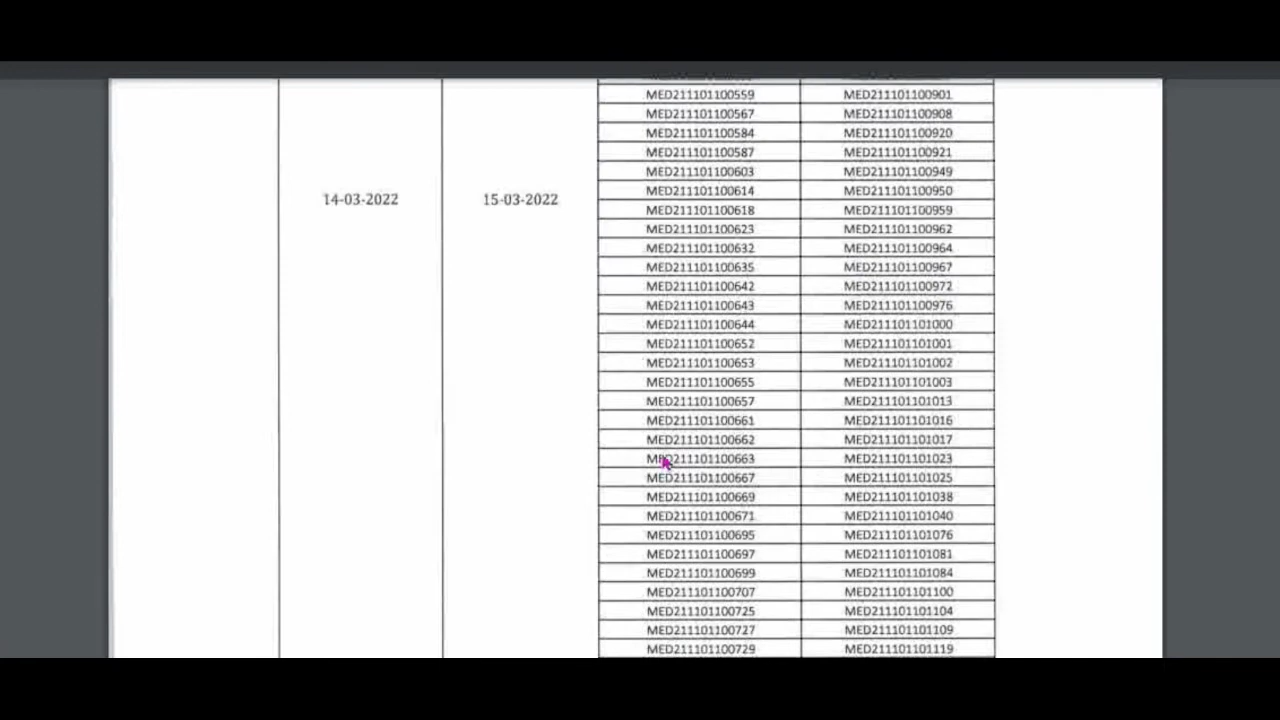 MED211101100559 MED211101100901
MED211101100567 MED211101100908
MED211101100584 MED211101100920
MED211101100587 MED211101100921
MED211101100603 MED211101100949
MED211101100614 MED211101100950
14-03-2022 15-03-2022
MED211101100618 MED211101100959
MED211101100623 MED211101100962
MED211101100632 MED211101100964
MED211101100635 MED211101100967
MED211101100642 MED211101100972
MED211101100643 MED211101100976
MED211101100644 MED211101101000
MED211101100652 MED211101101001
MED211101100653 MED211101101002
MED211101100655 MED211101101003
MED211101100657 MED211101101013
MED211101100661 MED211101101016
MED211101100662 MED211101101017
MED211101100663 MED211101101023
MED211101100667 MED211101101025
MED211101100669 MED211101101038
MED211101100671 MED211101101040
MED211101100695 MED211101101076
MED211101100697 MED211101101081
MED211101100699 MED211101101084
MED211101100707 MED211101101100
MED211101100725 MED211101101104
MED211101100727 MED211101101109
MED211101100729 MED211101101119